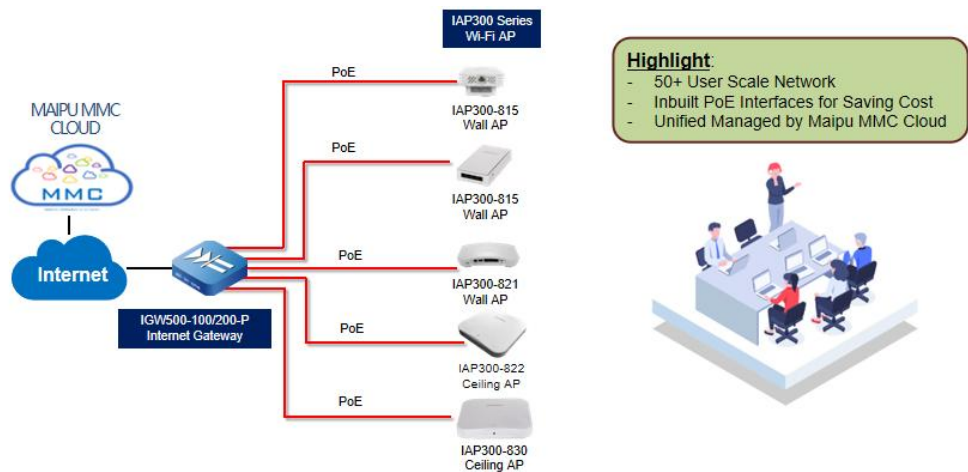 IAP300 Series
Wi-Fi AP
PoE
IAP300-815
Wall AP
PoE
IAP300-815
Wall AP
PoE
IAP300-821
Wall AP
PoE
IAP300-822
Ceiling AP
PoE
IAP300-830
Ceiling AP
MAIPU MMC
CLOUD
MMC
Internet
IGW500-100/200-P
Internet Gateway
Highlight:
- 50+ User Scale Network
- Inbuilt PoE Interfaces for Saving Cost
- Unified Managed by Maipu MMC Cloud